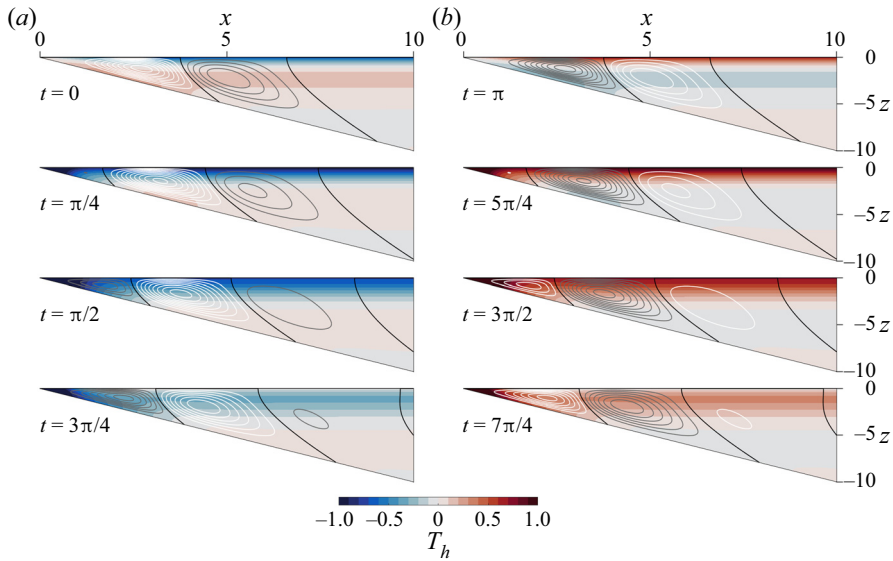 (a) x (b) x
0 5 10 0 5 10
t = 0 t = π 0
−5 z
−10
t = π/4 t = 5π/4 0
−5 z
−10
t = π/2 t = 3π/2 0
−5 z
−10
t = 3π/4 t = 7π/4 0
−5 z
−10
−1.0 −0.5 0 0.5 1.0
T_h